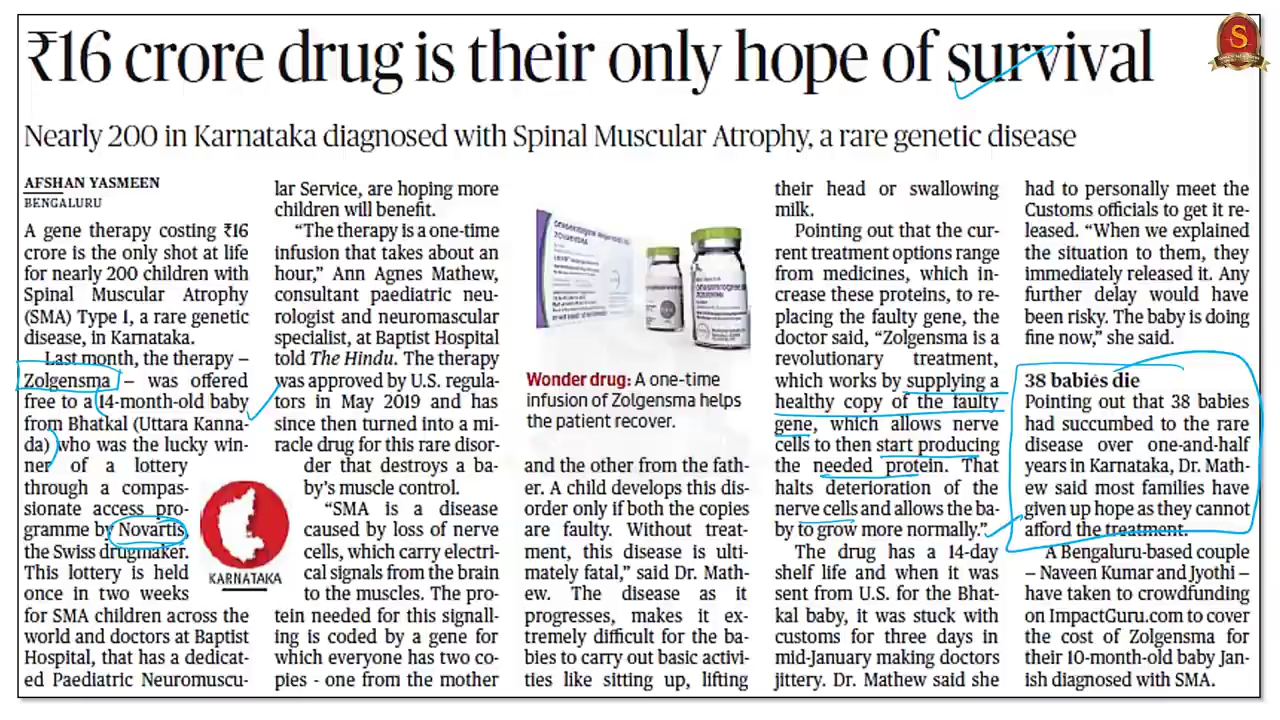 ₹16 crore drug is their only hope of survival
S
Nearly 200 in Karnataka diagnosed with Spinal Muscular Atrophy, a rare genetic disease
AFSHAN YASMEEN
BENGALURU
A gene therapy costing ₹16
crore is the only shot at life
for nearly 200 children with
Spinal Muscular Atrophy
(SMA) Type 1, a rare genetic
disease, in Karnataka.
Last month, the therapy –
Zolgensma – was offered
free to a 14-month-old baby
from Bhatkal (Uttara Kanna-
da) who was the lucky win-
ner of a lottery
through a compas-
sionate access pro-
gramme by Novartis,
the Swiss drugmaker.
This lottery is held
once in two weeks
for SMA children across the
world and doctors at Baptist
Hospital, that has a dedicat-
ed Paediatric Neuromuscu-
KARNATAKA
lar Service, are hoping more
children will benefit.
“The therapy is a one-time
infusion that takes about an
hour,” Ann Agnes Mathew,
consultant paediatric neu-
rologist and neuromascular
specialist, at Baptist Hospital
told The Hindu. The therapy
was approved by U.S. regula-
tors in May 2019 and has
since then turned into a mi-
racle drug for this rare disor-
der that destroys a ba-
by’s muscle control.
“SMA is a disease
caused by loss of nerve
cells, which carry electri-
cal signals from the brain
to the muscles. The pro-
tein needed for this signall-
ing is coded by a gene for
which everyone has two co-
pies - one from the mother
Wonder drug: A one-time
infusion of Zolgensma helps
the patient recover.
and the other from the fath-
er. A child develops this dis-
order only if both the copies
are faulty. Without treat-
ment, this disease is ulti-
mately fatal,” said Dr. Math-
ew. The disease as it
progresses, makes it ex-
tremely difficult for the ba-
bies to carry out basic activi-
ties like sitting up, lifting
their head or swallowing
milk.
Pointing out that the cur-
rent treatment options range
from medicines, which in-
crease these proteins, to re-
placing the faulty gene, the
doctor said, “Zolgensma is a
revolutionary treatment,
which works by supplying a
healthy copy of the faulty
gene, which allows nerve
cells to then start producing
the needed protein. That
halts deterioration of the
nerve cells and allows the ba-
by to grow more normally.”
The drug has a 14-day
shelf life and when it was
sent from U.S. for the Bhat-
kal baby, it was stuck with
customs for three days in
mid-January making doctors
jittery. Dr. Mathew said she
had to personally meet the
Customs officials to get it re-
leased. “When we explained
the situation to them, they
immediately released it. Any
further delay would have
been risky. The baby is doing
fine now,” she said.
38 babies die
Pointing out that 38 babies
had succumbed to the rare
disease over one-and-half
years in Karnataka, Dr. Math-
ew said most families have
given up hope as they cannot
afford the treatment.
A Bengaluru-based couple
– Naveen Kumar and Jyothi –
have taken to crowdfunding
on ImpactGuru.com to cover
the cost of Zolgensma for
their 10-month-old baby Jan-
ish diagnosed with SMA.